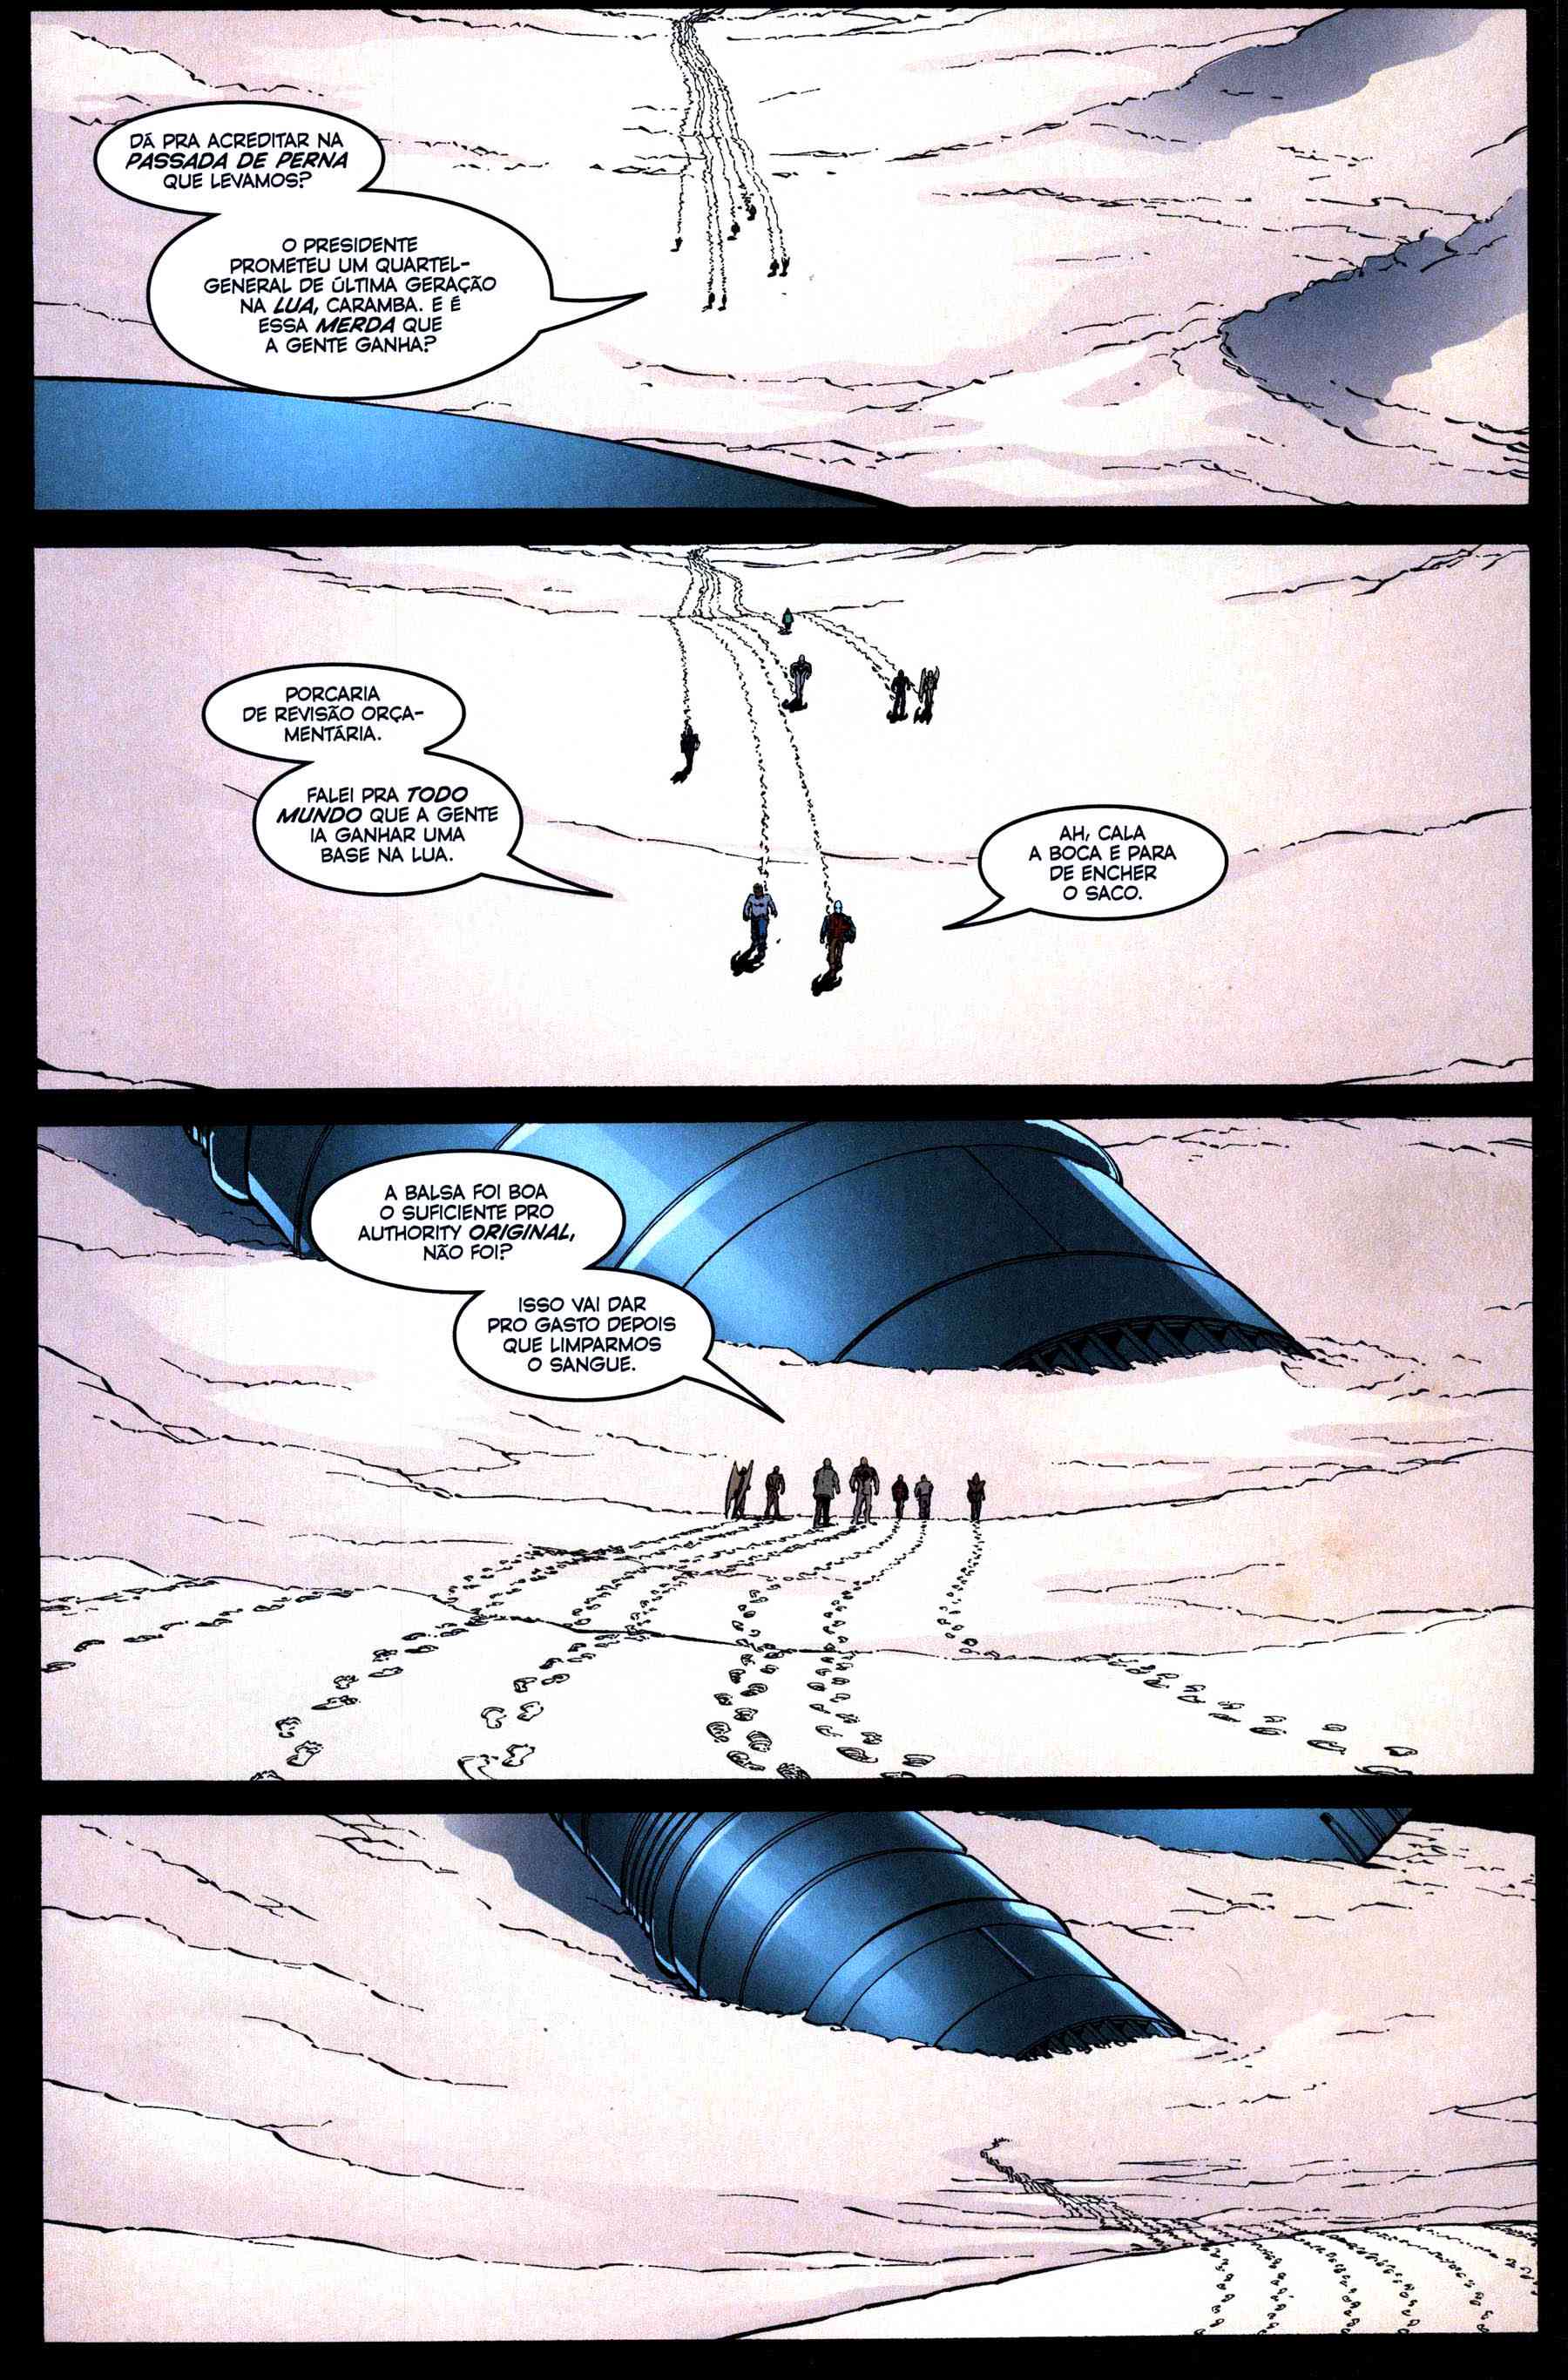 DÁ PRA ACREDITAR NA
PASSADA DE PERNA
QUE LEVAMOS?
O PRESIDENTE
PROMETEU UM QUARTEL-
GENERAL DE ÚLTIMA GERAÇÃO
NA LUA, CARAMBA. E É
ESSA MERDA QUE
A GENTE GANHA?
PORCARIA
DE REVISÃO ORÇA-
MENTÁRIA.
FALEI PRA TODO
MUNDO QUE A GENTE
IA GANHAR UMA
BASE NA LUA.
AH, CALA
A BOCA E PARA
DE ENCHER
O SACO.
A BALSA FOI BOA
O SUFICIENTE PRO
AUTHORITY ORIGINAL,
NÃO FOI?
ISSO VAI DAR
PRO GASTO DEPOIS
QUE LIMPARMOS
O SANGUE.